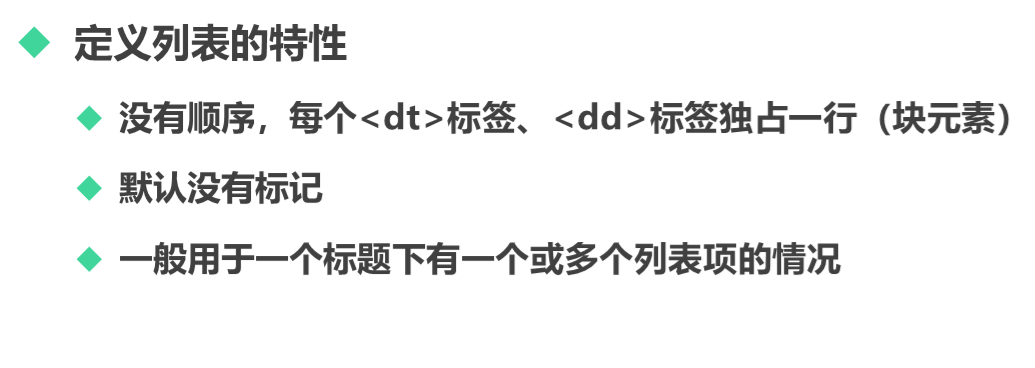 定义列表的特性
没有顺序，每个<dt>标签、<dd>标签独占一行（块元素）
默认没有标记
一般用于一个标题下有一个或多个列表项的情况